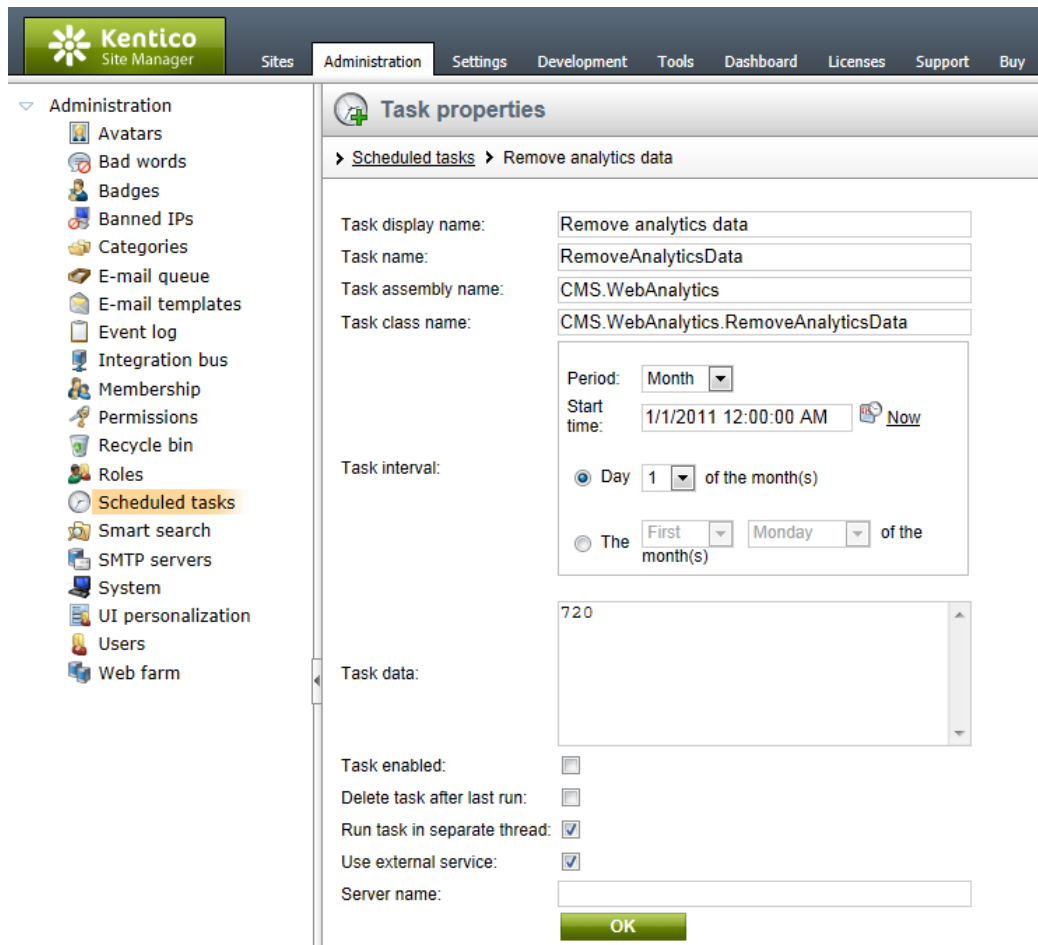 Kentico
Site Manager
Sites Administration Settings Development Tools Dashboard Licenses Support Buy
Administration
Avatars
Bad words
Badges
Banned IPs
Categories
E-mail queue
E-mail templates
Event log
Integration bus
Membership
Permissions
Recycle bin
Roles
Scheduled tasks
Smart search
SMTP servers
System
UI personalization
Users
Web farm
Task properties
Scheduled tasks Remove analytics data
Task display name: Remove analytics data
Task name: RemoveAnalyticsData
Task assembly name: CMS.WebAnalytics
Task class name: CMS.WebAnalytics.RemoveAnalyticsData
Task interval:
Period: Month
Start time: 1/1/2011 12:00:00 AM Now
Day 1 of the month(s)
The First Monday of the
month(s)
Task data: 720
Task enabled:
Delete task after last run:
Run task in separate thread:
Use external service:
Server name:
OK